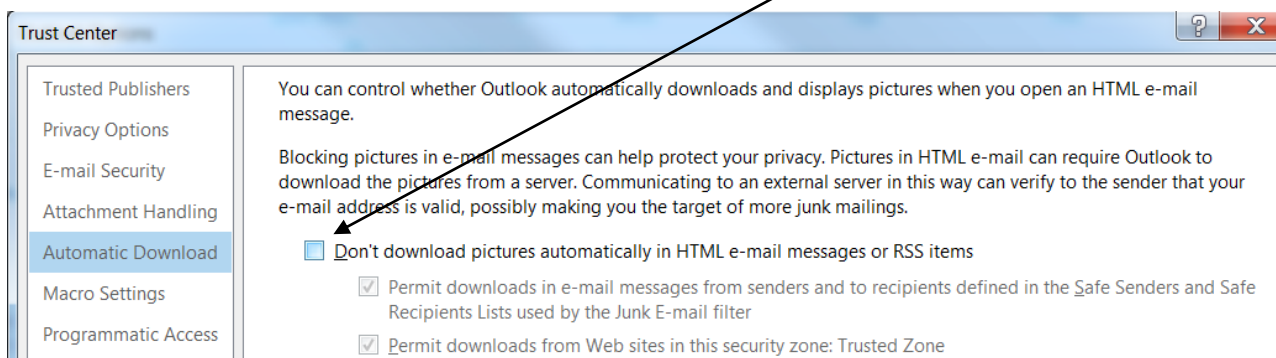 Trust Center
? X
Trusted Publishers
Privacy Options
E-mail Security
Attachment Handling
Automatic Download
Macro Settings
Programmatic Access
You can control whether Outlook automatically downloads and displays pictures when you open an HTML e-mail
message.
Blocking pictures in e-mail messages can help protect your privacy. Pictures in HTML e-mail can require Outlook to
download the pictures from a server. Communicating to an external server in this way can verify to the sender that your
e-mail address is valid, possibly making you the target of more junk mailings.
Don't download pictures automatically in HTML e-mail messages or RSS items
Permit downloads in e-mail messages from senders and to recipients defined in the Safe Senders and Safe
Recipients Lists used by the Junk E-mail filter
Permit downloads from Web sites in this security zone: Trusted Zone